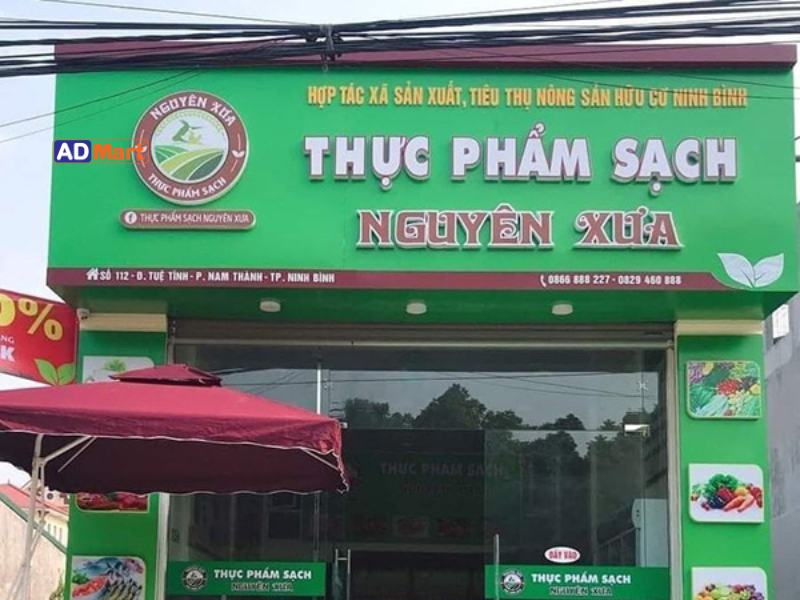 HỢP TÁC XÃ SẢN XUẤT, TIÊU THỤ NÔNG SẢN HỮU CƠ NINH BÌNH
NGUYÊN XƯA
THỰC PHẨM SẠCH
AD Mart
THỰC PHẨM SẠCH
NGUYÊN XƯA
THỰC PHẨM SẠCH NGUYÊN XƯA
SỐ 112 - Đ. TUỆ TĨNH - P. NAM THÀNH - TP. NINH BÌNH
0866 888 227 - 0829 460 888
%
THỰC PHẨM SẠCH
ĐẨY VÀO
THỰC PHẨM SẠCH
NGUYÊN XƯA
THỰC PHẨM SẠCH
NGUYÊN XƯA